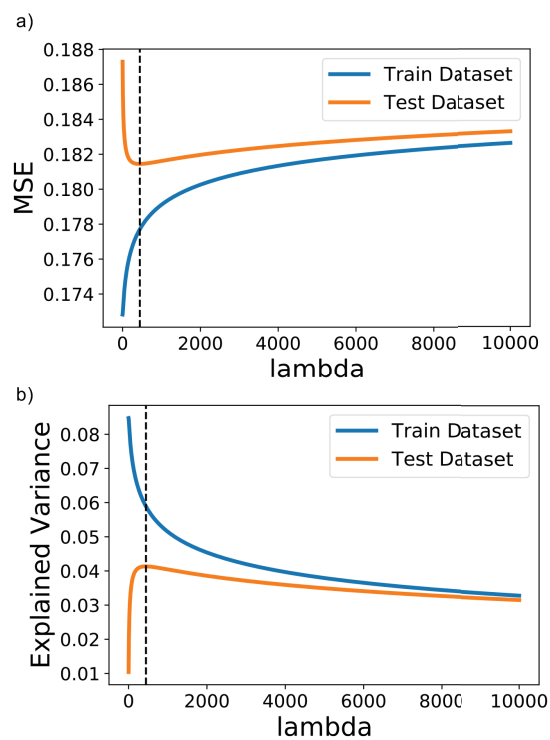 a)
0.188
0.186
0.184
0.182
0.180
0.178
0.176
0.174
MSE
Train Dataset
Test Dataset
0 2000 4000 6000 8000 10000
lambda
b)
0.08
0.07
0.06
0.05
0.04
0.03
0.02
0.01
Explained Variance
Train Dataset
Test Dataset
0 2000 4000 6000 8000 10000
lambda